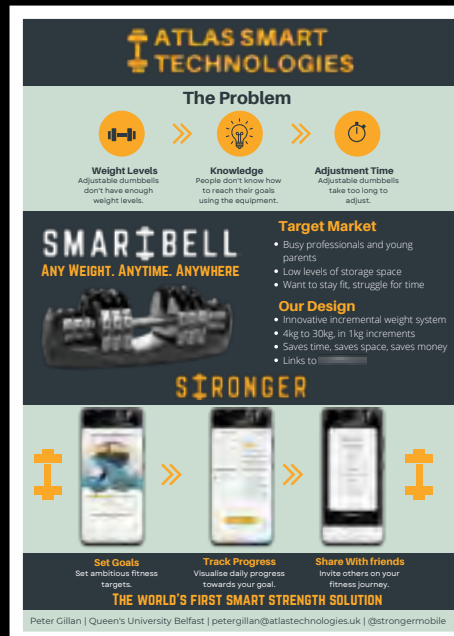 ATLAS SMART
TECHNOLOGIES
The Problem
Weight Levels
Adjustable dumbbells
don't have enough
weight levels.
Knowledge
People don't know how
to reach their goals
using the equipment.
Adjustment Time
Adjustable dumbbells
take too long to
adjust.
SMARTBELL
ANY WEIGHT. ANYTIME. ANYWHERE
Target Market
Busy professionals and young
parents
Low levels of storage space
Want to stay fit, struggle for time
Our Design
Innovative incremental weight system
4kg to 30kg, in 1kg increments
Saves time, saves space, saves money
Links to
STRONGER
Set Goals
Set ambitious fitness
targets.
Track Progress
Visualise daily progress
towards your goal.
Share With friends
Invite others on your
fitness journey.
THE WORLD'S FIRST SMART STRENGTH SOLUTION
Peter Gillan | Queen's University Belfast | petergillan@atlastechnologies.uk | @strongermobile